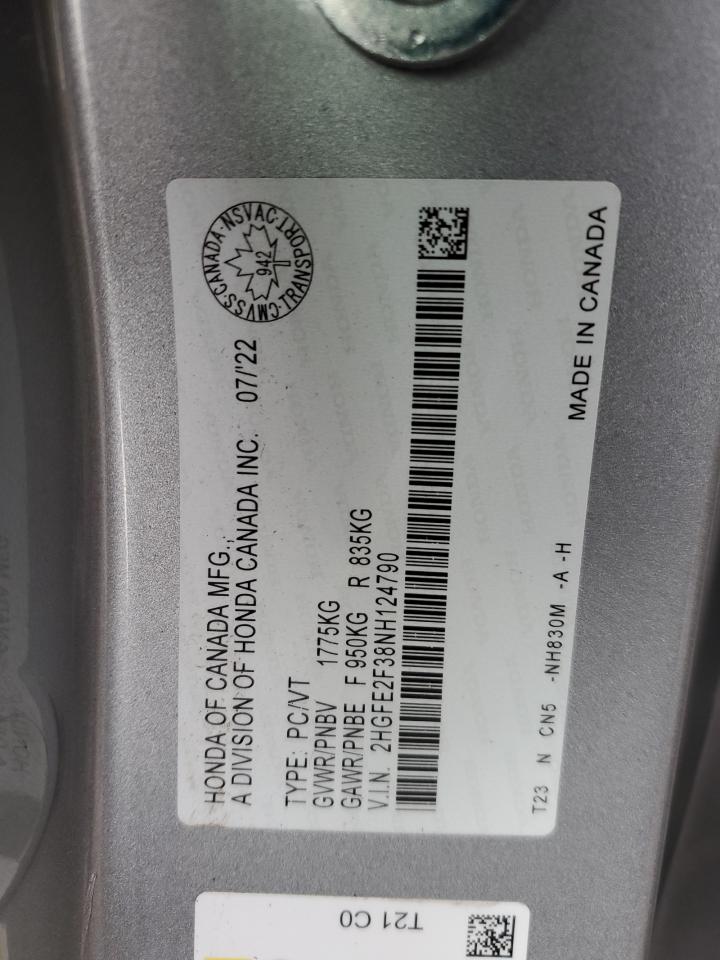 CMVSS·CANADA·NSVAC·TRANSPORT
942
HONDA OF CANADA MFG.,
A DIVISION OF HONDA CANADA INC. 07/'22
TYPE: PC/VT
GVWR/PNBV 1775KG
GAWR/PNBE F 950KG R 835KG
V.I.N. 2HGFE2F38NH124790
T23 N CN5 -NH830M -A -H MADE IN CANADA
T21 C0